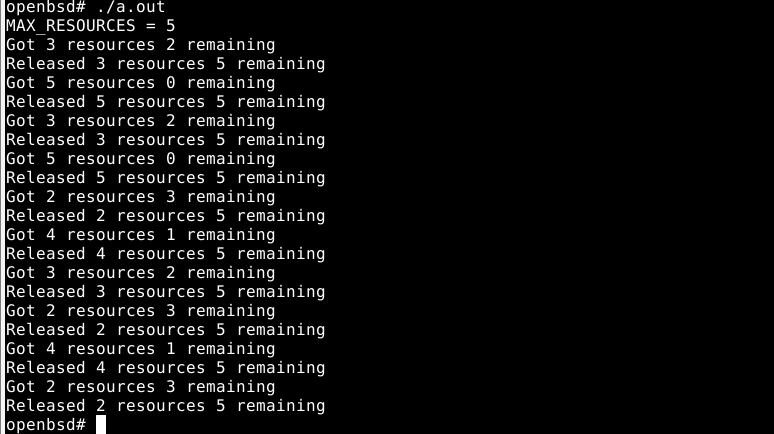 openbsd# ./a.out
MAX_RESOURCES = 5
Got 3 resources 2 remaining
Released 3 resources 5 remaining
Got 5 resources 0 remaining
Released 5 resources 5 remaining
Got 3 resources 2 remaining
Released 3 resources 5 remaining
Got 5 resources 0 remaining
Released 5 resources 5 remaining
Got 2 resources 3 remaining
Released 2 resources 5 remaining
Got 4 resources 1 remaining
Released 4 resources 5 remaining
Got 3 resources 2 remaining
Released 3 resources 5 remaining
Got 2 resources 3 remaining
Released 2 resources 5 remaining
Got 4 resources 1 remaining
Released 4 resources 5 remaining
Got 2 resources 3 remaining
Released 2 resources 5 remaining
openbsd#